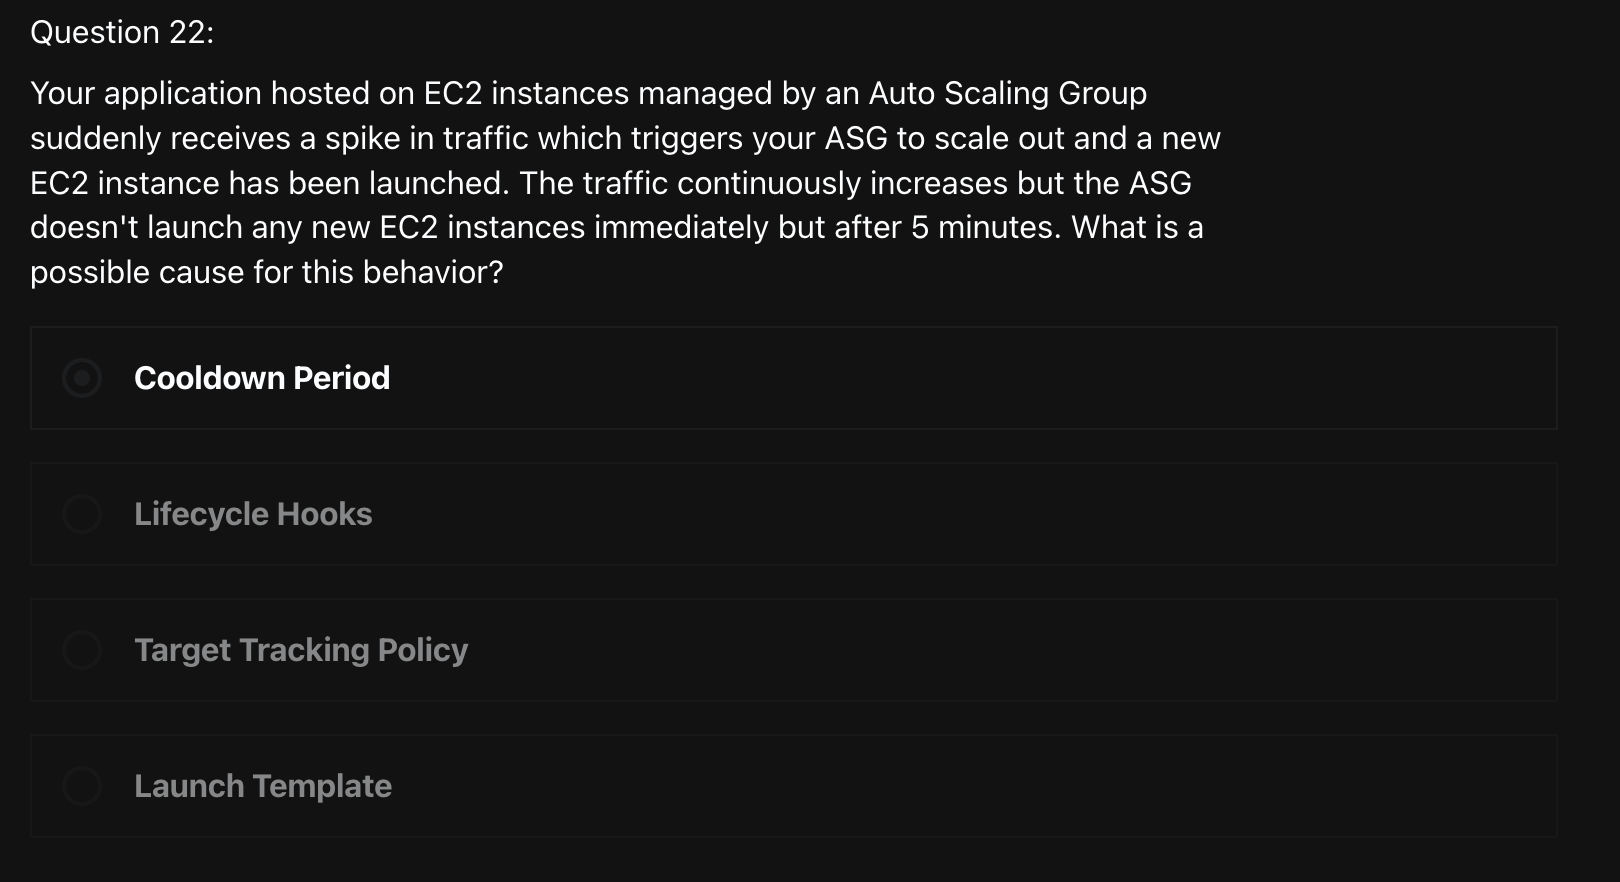 Question 22:
Your application hosted on EC2 instances managed by an Auto Scaling Group
suddenly receives a spike in traffic which triggers your ASG to scale out and a new
EC2 instance has been launched. The traffic continuously increases but the ASG
doesn't launch any new EC2 instances immediately but after 5 minutes. What is a
possible cause for this behavior?
Cooldown Period
Lifecycle Hooks
Target Tracking Policy
Launch Template